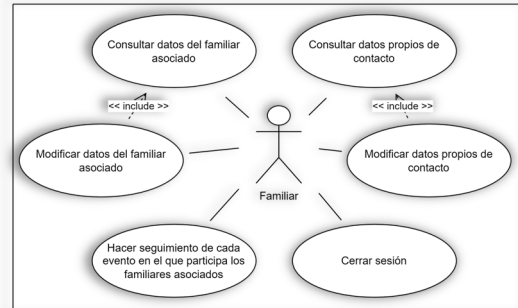 Consultar datos del familiar
asociado
Consultar datos propios de
contacto
<< include >>
<< include >>
Modificar datos del familiar
asociado
Modificar datos propios de
contacto
Familiar
Hacer seguimiento de cada
evento en el que participa los
familiares asociados
Cerrar sesión